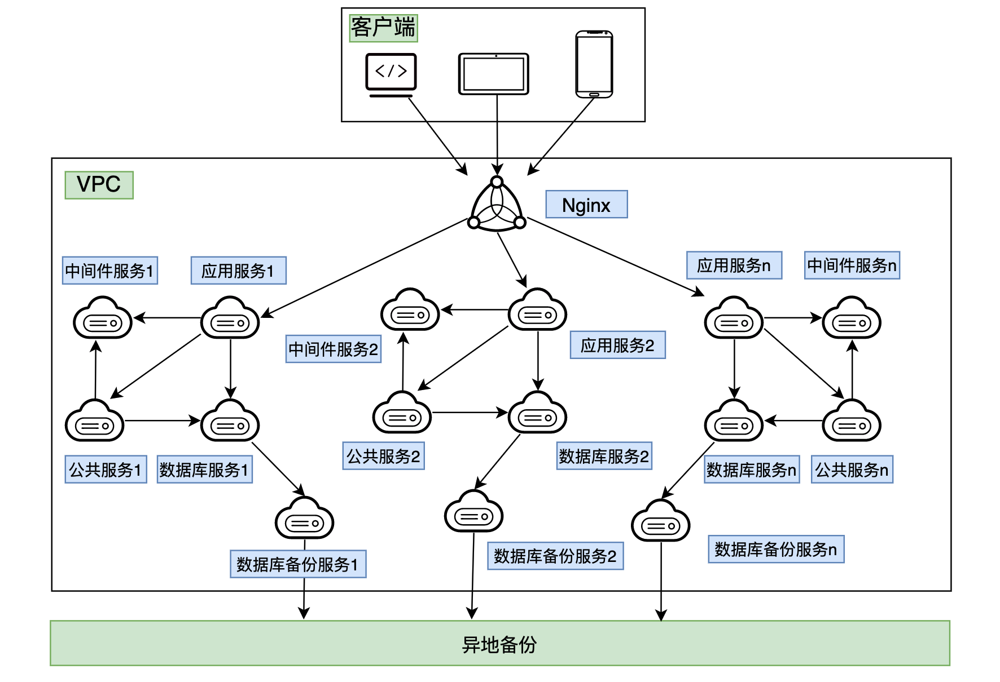 客户端
</>
VPC
Nginx
中间件服务1
应用服务1
应用服务n
中间件服务n
中间件服务2
应用服务2
公共服务1
数据库服务1
公共服务2
数据库服务2
数据库服务n
公共服务n
数据库备份服务1
数据库备份服务2
数据库备份服务n
异地备份